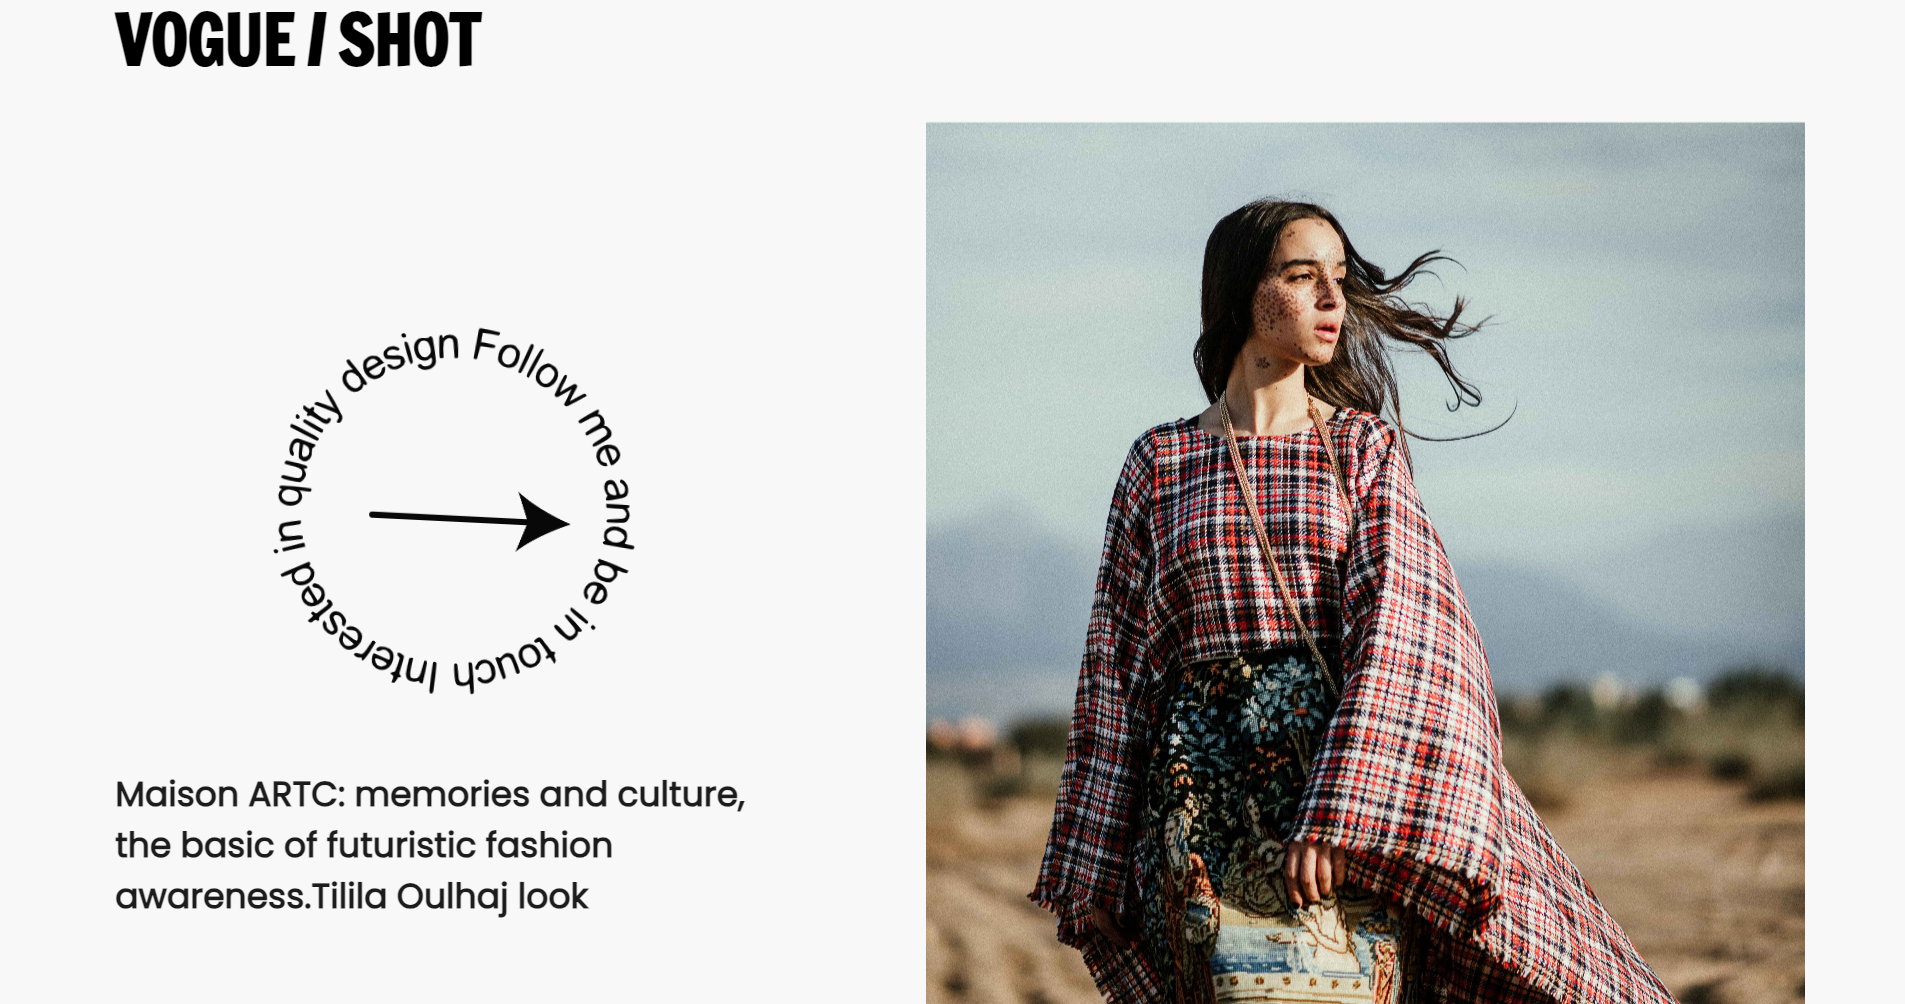 VOGUE / SHOT
Follow me and be in touch Interested in quality design
Maison ARTC: memories and culture,
the basic of futuristic fashion
awareness.Tilila Oulhaj look